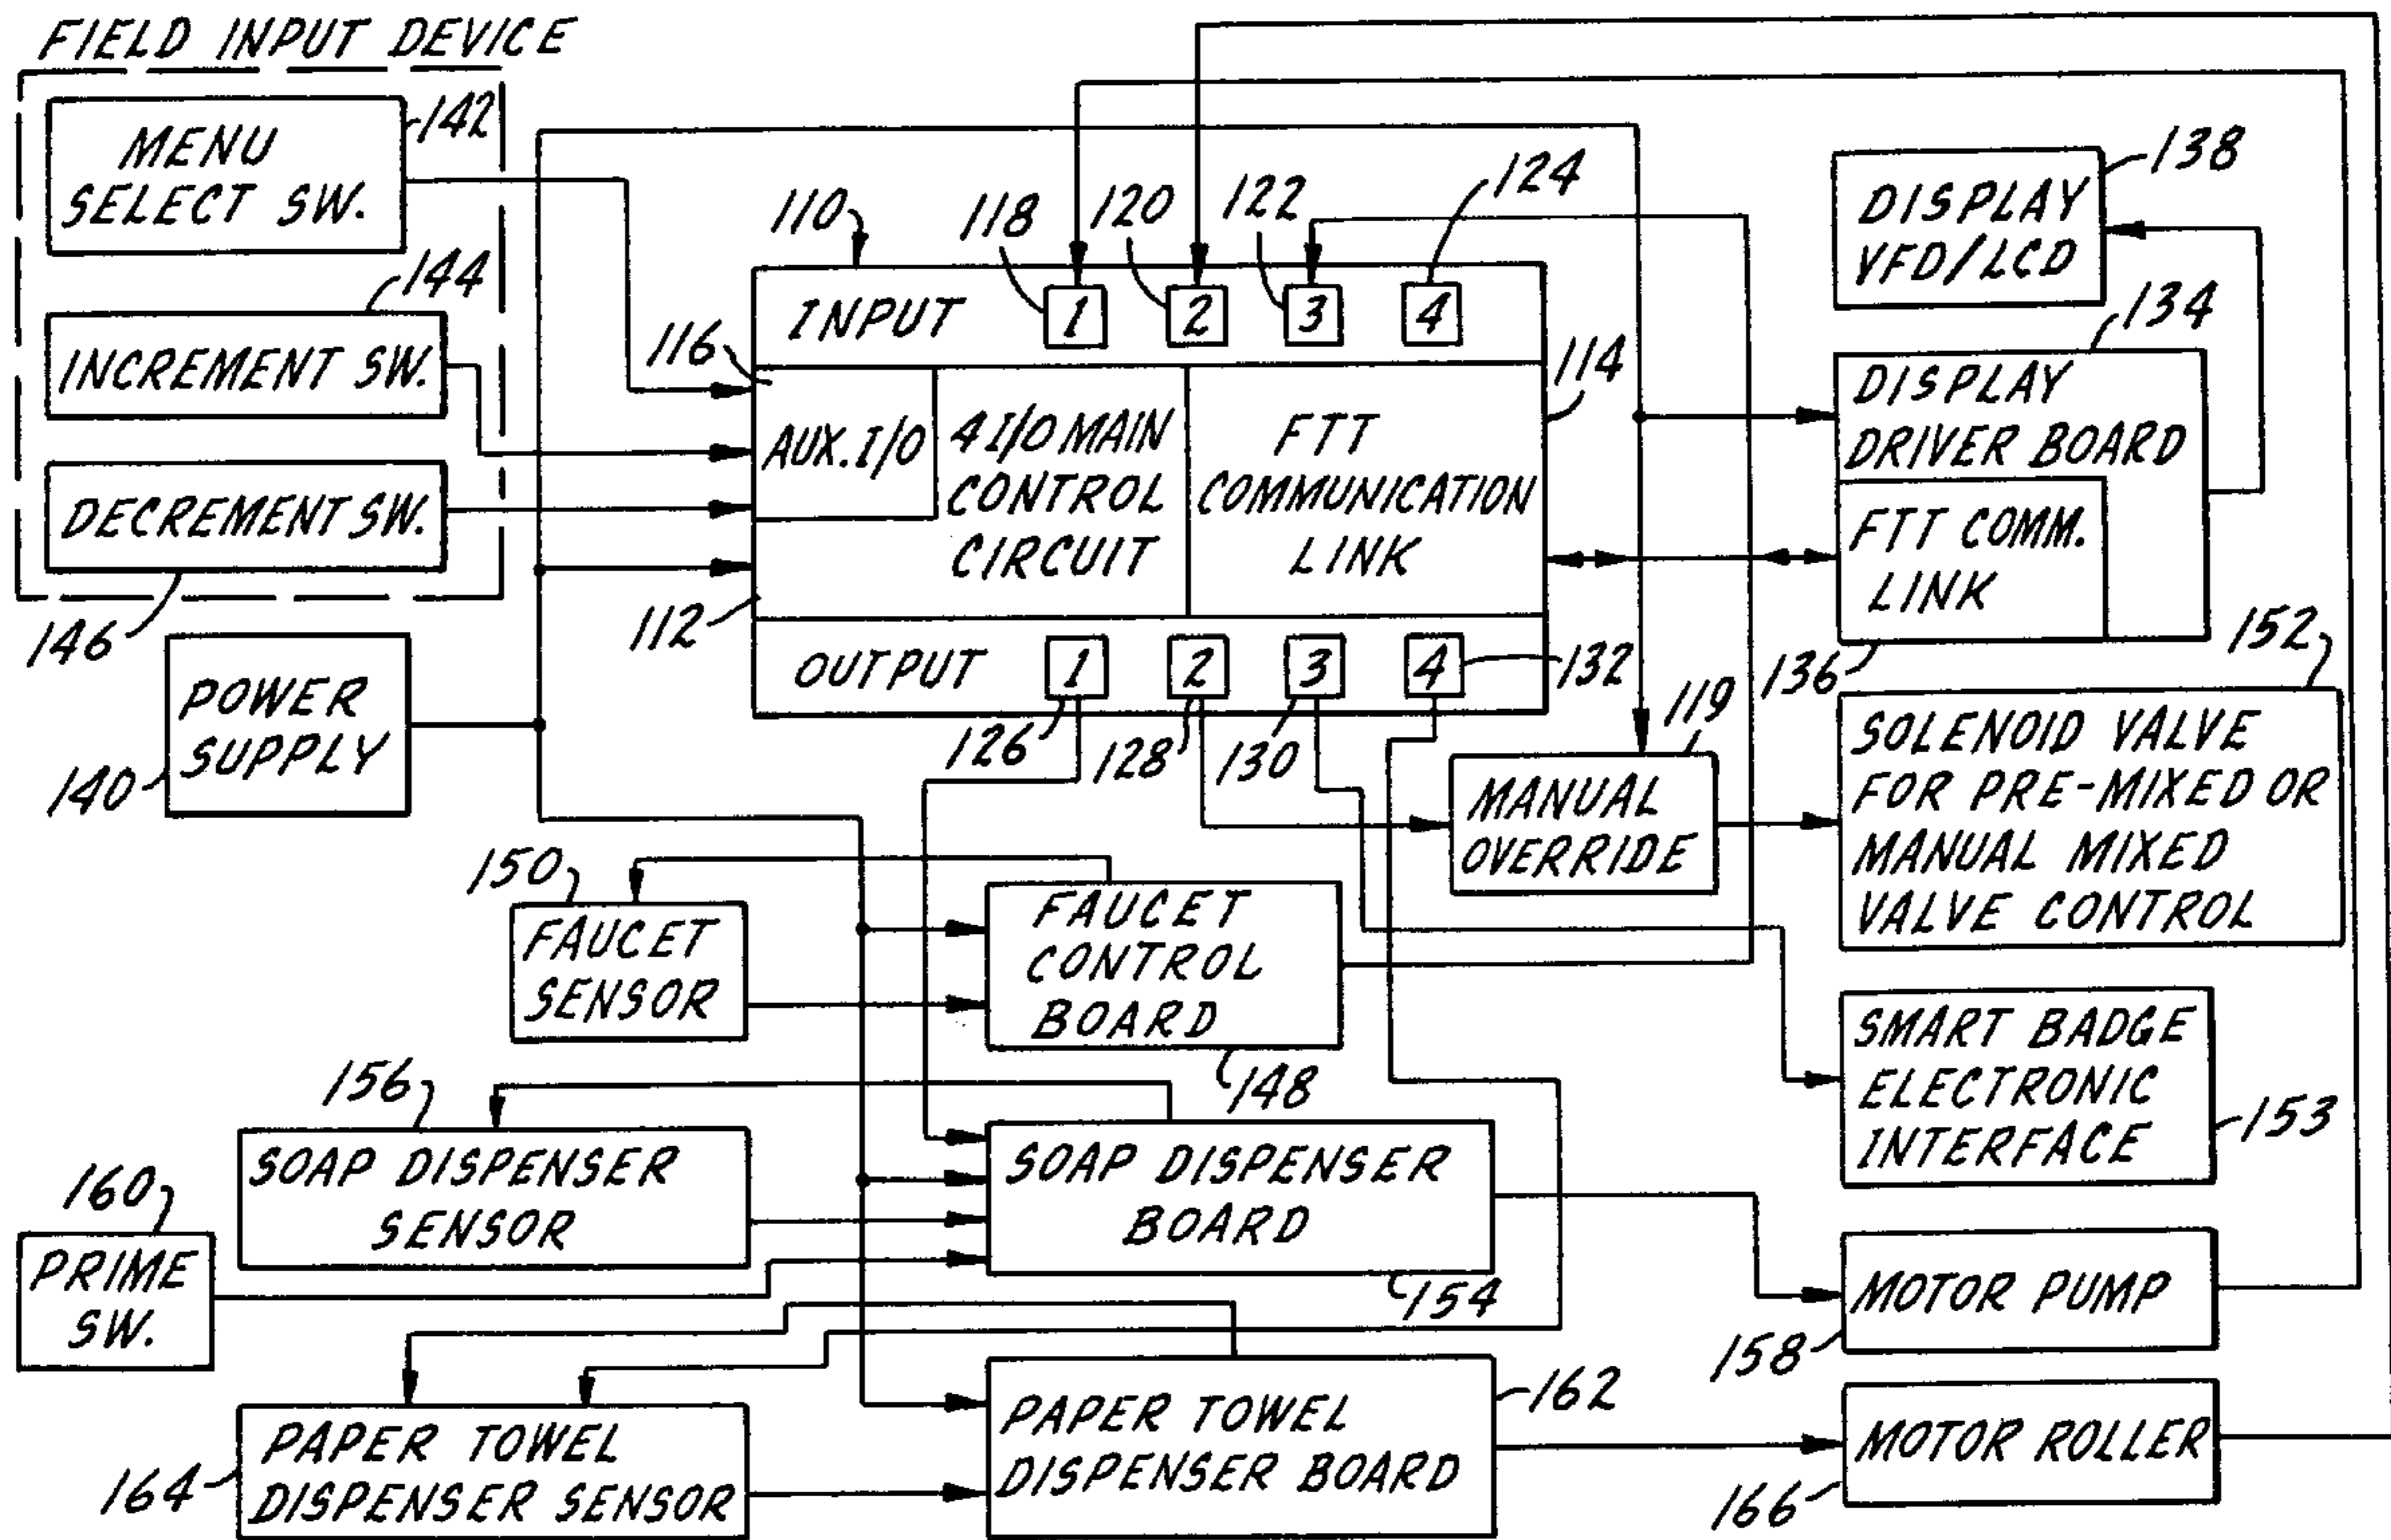 FIELD INPUT DEVICE
MENU
SELECT SW.
142
144
INCREMENT SW.
DECREMENT SW.
146
POWER
SUPPLY
140
110
118
120
122
124
INPUT
1
2
3
4
116
114
AUX. I/O
4 I/O MAIN
CONTROL
CIRCUIT
FTT
COMMUNICATION
LINK
112
OUTPUT
1
2
3
4
132
126
128
130
119
MANUAL
OVERRIDE
138
DISPLAY
VFD/LCD
134
DISPLAY
DRIVER BOARD
FTT COMM.
LINK
136
152
SOLENOID VALVE
FOR PRE-MIXED OR
MANUAL MIXED
VALVE CONTROL
150
FAUCET
SENSOR
FAUCET
CONTROL
BOARD
148
SMART BADGE
ELECTRONIC
INTERFACE
153
156
SOAP DISPENSER
SENSOR
160
PRIME
SW.
SOAP DISPENSER
BOARD
154
MOTOR PUMP
158
164
PAPER TOWEL
DISPENSER SENSOR
PAPER TOWEL
DISPENSER BOARD
162
MOTOR ROLLER
166